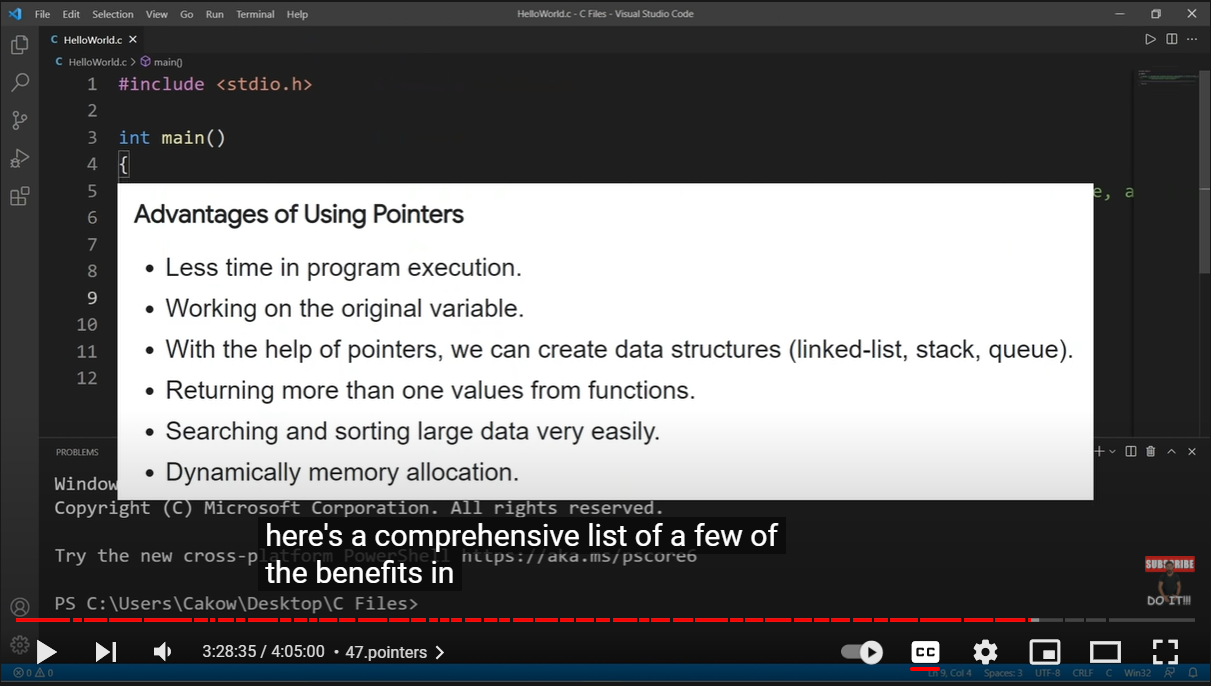 File Edit Selection View Go Run Terminal Help HelloWorld.c - C Files - Visual Studio Code
C HelloWorld.c
C HelloWorld.c > main()
1 #include <stdio.h>
2
3 int main()
4 {
5 e, a
6
7
8
9
10
11
12
Advantages of Using Pointers
• Less time in program execution.
• Working on the original variable.
• With the help of pointers, we can create data structures (linked-list, stack, queue).
• Returning more than one values from functions.
• Searching and sorting large data very easily.
• Dynamically memory allocation.
PROBLEMS
Window
Copyright (C) Microsoft Corporation. All rights reserved.
here's a comprehensive list of a few of
Try the new cross-platform PowerShell https://aka.ms/pscore6
the benefits in
SUBSCRIBE
DO IT!!!
PS C:\Users\Cakow\Desktop\C Files>
3:28:35 / 4:05:00 • 47.pointers >
CC
0 0 Ln 9, Col 4 Spaces: 3 UTF-8 CRLF C Win32